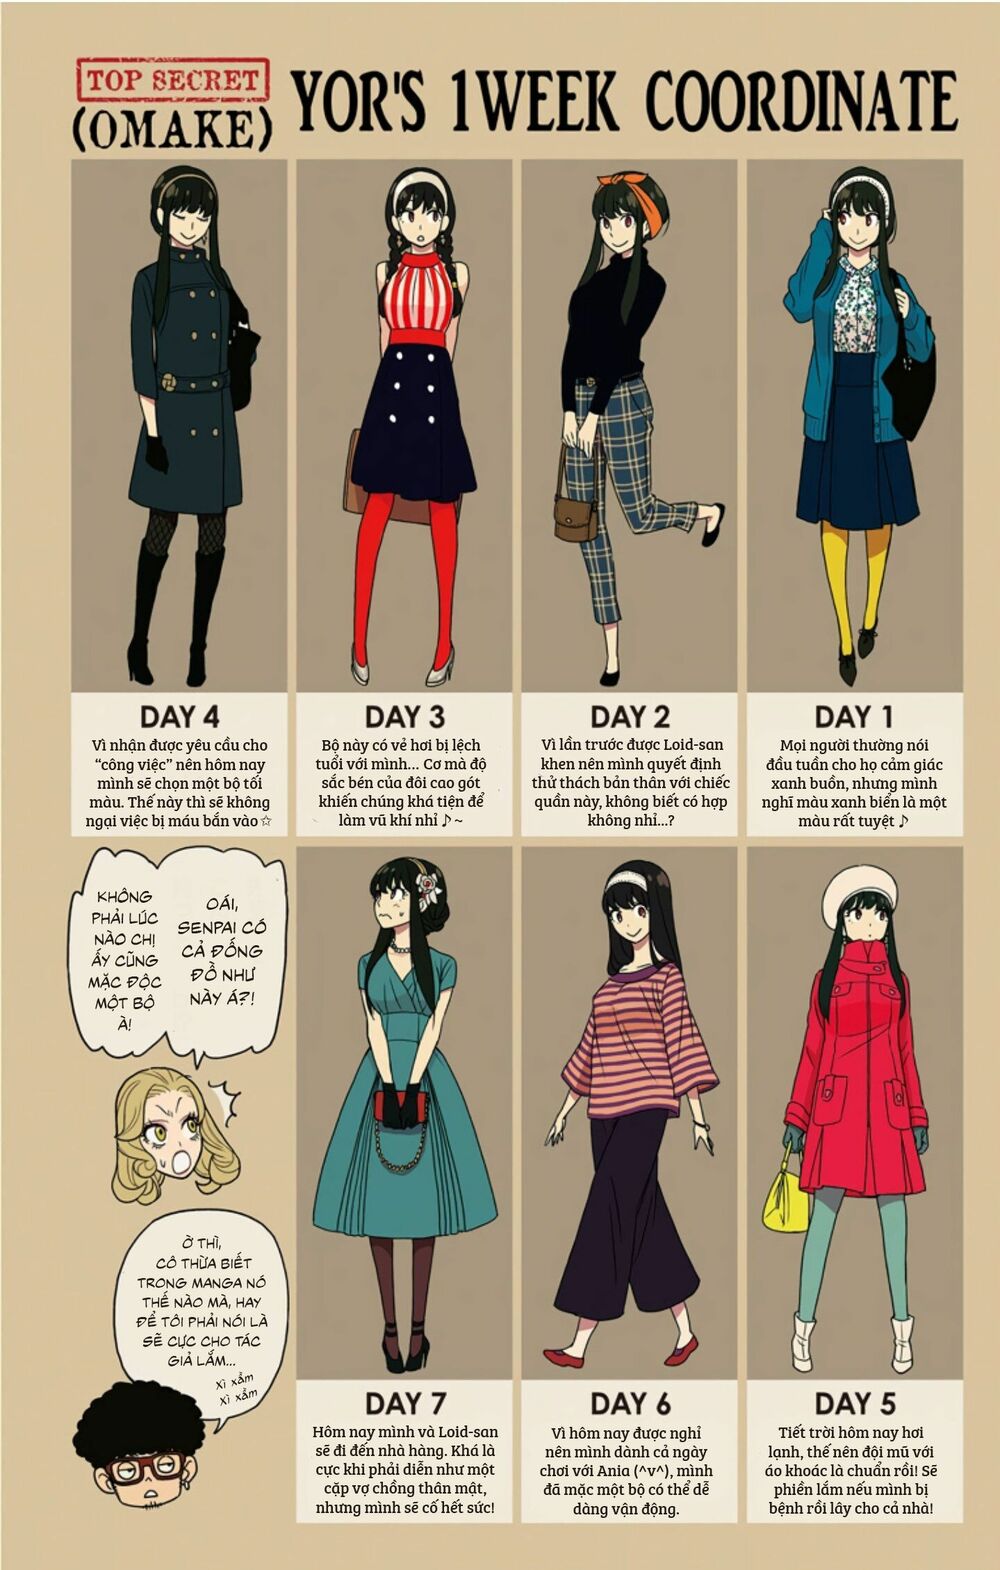 TOP SECRET
(OMAKE)
YOR'S 1WEEK COORDINATE
DAY 1
Mọi người thường nói
đầu tuần cho họ cảm giác
xanh buồn, nhưng mình
nghĩ màu xanh biển là một
màu rất tuyệt ♪
DAY 2
Vì lần trước được Loid-san
khen nên mình quyết định
thử thách bản thân với chiếc
quần này, không biết có hợp
không nhỉ...?
DAY 3
Bộ này có vẻ hơi bị lệch
tuổi với mình... Cơ mà độ
sắc bén của đôi cao gót
khiến chúng khá tiện để
làm vũ khí nhỉ ♪~
DAY 4
Vì nhận được yêu cầu cho
“công việc” nên hôm nay
mình sẽ chọn một bộ tối
màu. Thế này thì sẽ không
ngại việc bị máu bắn vào ☆
DAY 5
Tiết trời hôm nay hơi
lạnh, thế nên đội mũ với
áo khoác là chuẩn rồi! Sẽ
phiền lắm nếu mình bị
bệnh rồi lây cho cả nhà!
DAY 6
Vì hôm nay được nghỉ
nên mình dành cả ngày
chơi với Ania (^v^), mình
đã mặc một bộ có thể dễ
dàng vận động.
DAY 7
Hôm nay mình và Loid-san
sẽ đi đến nhà hàng. Khá là
cực khi phải diễn như một
cặp vợ chồng thân mật,
nhưng mình sẽ cố hết sức!
OÁI,
SENPAI CÓ
CẢ ĐỐNG
ĐỒ NHƯ
NÀY Á?!
KHÔNG
PHẢI LÚC
NÀO CHỊ
ẤY CŨNG
MẶC ĐỘC
MỘT BỘ
À!
Ờ THÌ,
CÔ THỪA BIẾT
TRONG MANGA NÓ
THẾ NÀO MÀ, HAY
ĐỂ TÔI PHẢI NÓI LÀ
SẼ CỰC CHO TÁC
GIẢ LẮM...
XÌ XẦM
XÌ XẦM